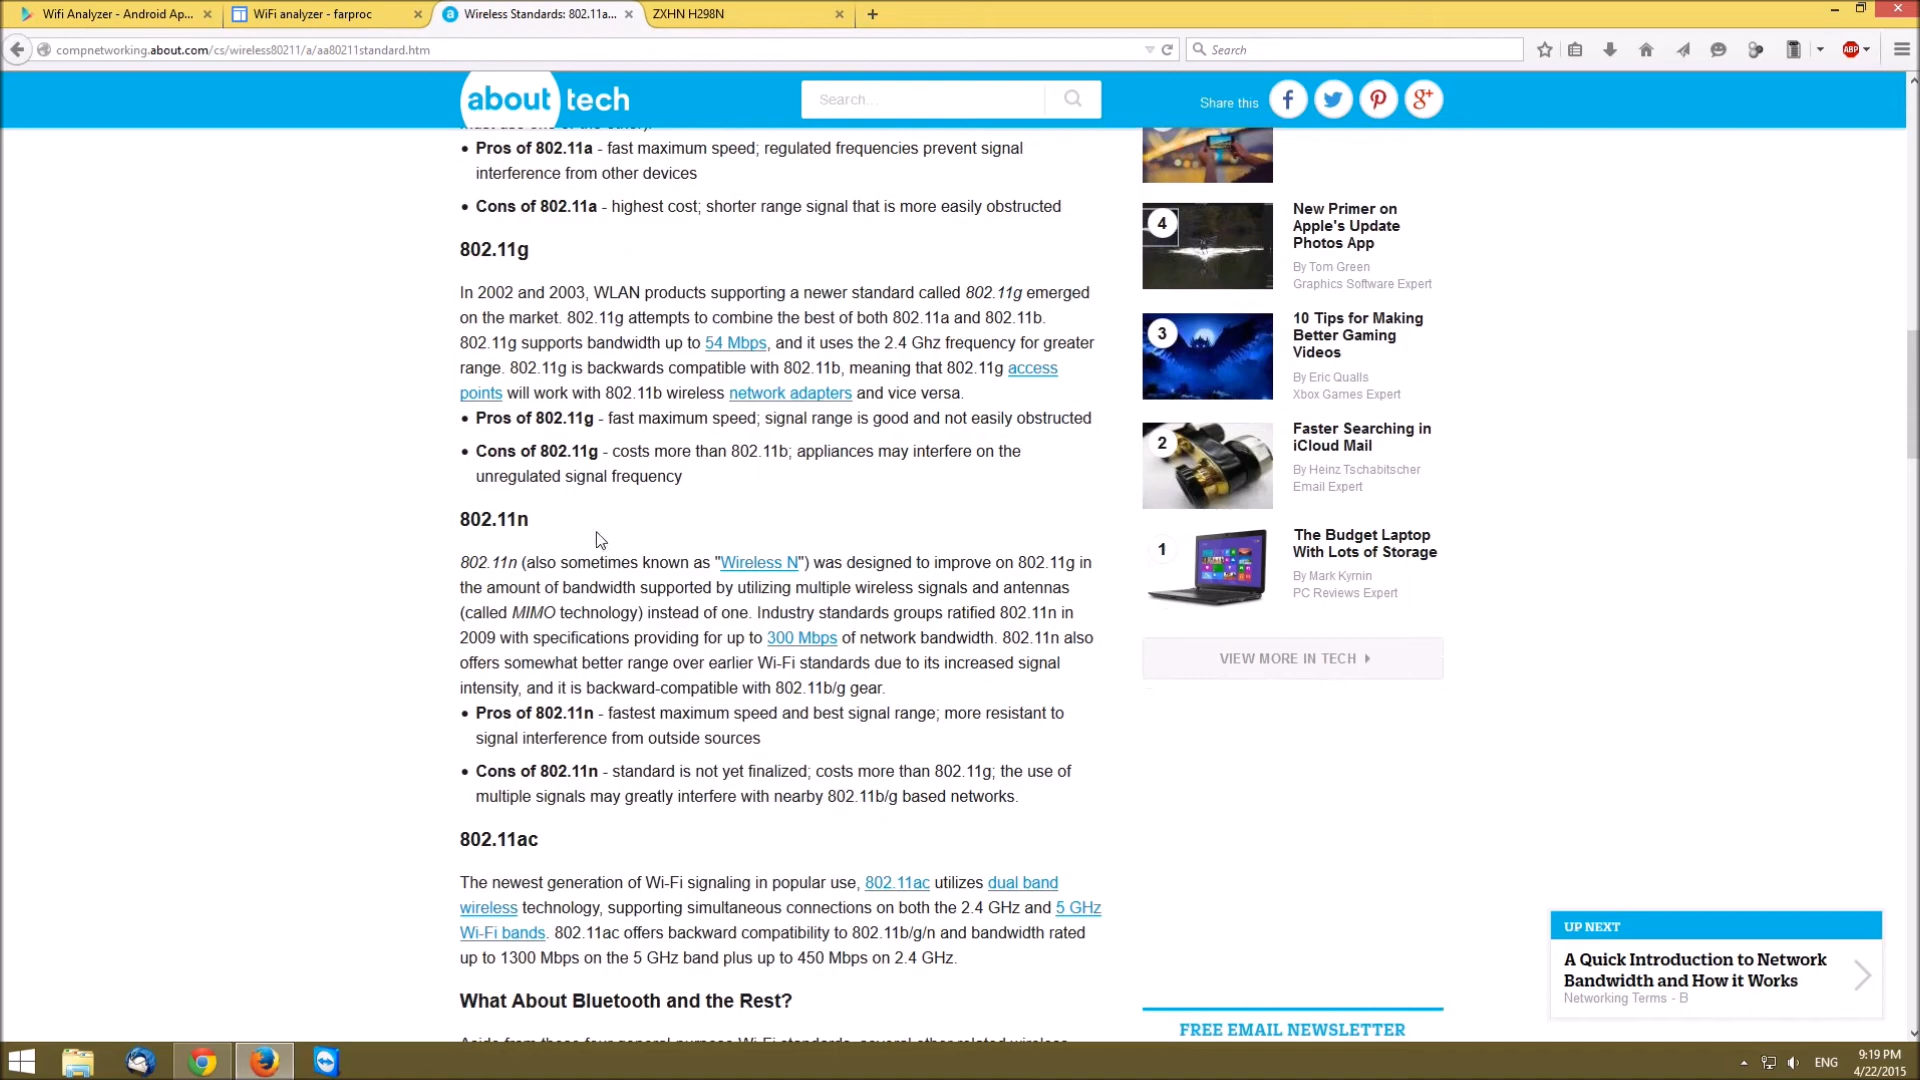 Wifi Analyzer - Android Ap...
WiFi analyzer - farproc
a Wireless Standards: 802.11a...
ZXHN H298N
compnetworking.about.com/cs/wireless80211/a/aa80211standard.htm
Search
ABP
about tech
Search...
Share this
Pros of 802.11a - fast maximum speed; regulated frequencies prevent signal
interference from other devices
Cons of 802.11a - highest cost; shorter range signal that is more easily obstructed
802.11g
In 2002 and 2003, WLAN products supporting a newer standard called 802.11g emerged
on the market. 802.11g attempts to combine the best of both 802.11a and 802.11b.
802.11g supports bandwidth up to 54 Mbps, and it uses the 2.4 Ghz frequency for greater
range. 802.11g is backwards compatible with 802.11b, meaning that 802.11g access
points will work with 802.11b wireless network adapters and vice versa.
Pros of 802.11g - fast maximum speed; signal range is good and not easily obstructed
Cons of 802.11g - costs more than 802.11b; appliances may interfere on the
unregulated signal frequency
802.11n
802.11n (also sometimes known as "Wireless N") was designed to improve on 802.11g in
the amount of bandwidth supported by utilizing multiple wireless signals and antennas
(called MIMO technology) instead of one. Industry standards groups ratified 802.11n in
2009 with specifications providing for up to 300 Mbps of network bandwidth. 802.11n also
offers somewhat better range over earlier Wi-Fi standards due to its increased signal
intensity, and it is backward-compatible with 802.11b/g gear.
Pros of 802.11n - fastest maximum speed and best signal range; more resistant to
signal interference from outside sources
Cons of 802.11n - standard is not yet finalized; costs more than 802.11g; the use of
multiple signals may greatly interfere with nearby 802.11b/g based networks.
802.11ac
The newest generation of Wi-Fi signaling in popular use, 802.11ac utilizes dual band
wireless technology, supporting simultaneous connections on both the 2.4 GHz and 5 GHz
Wi-Fi bands. 802.11ac offers backward compatibility to 802.11b/g/n and bandwidth rated
up to 1300 Mbps on the 5 GHz band plus up to 450 Mbps on 2.4 GHz.
What About Bluetooth and the Rest?
4
New Primer on
Apple's Update
Photos App
By Tom Green
Graphics Software Expert
3
10 Tips for Making
Better Gaming
Videos
By Eric Qualls
Xbox Games Expert
2
Faster Searching in
iCloud Mail
By Heinz Tschabitscher
Email Expert
1
The Budget Laptop
With Lots of Storage
By Mark Kyrnin
PC Reviews Expert
VIEW MORE IN TECH
UP NEXT
A Quick Introduction to Network
Bandwidth and How it Works
Networking Terms - B
FREE EMAIL NEWSLETTER
ENG
9:19 PM
4/22/2015